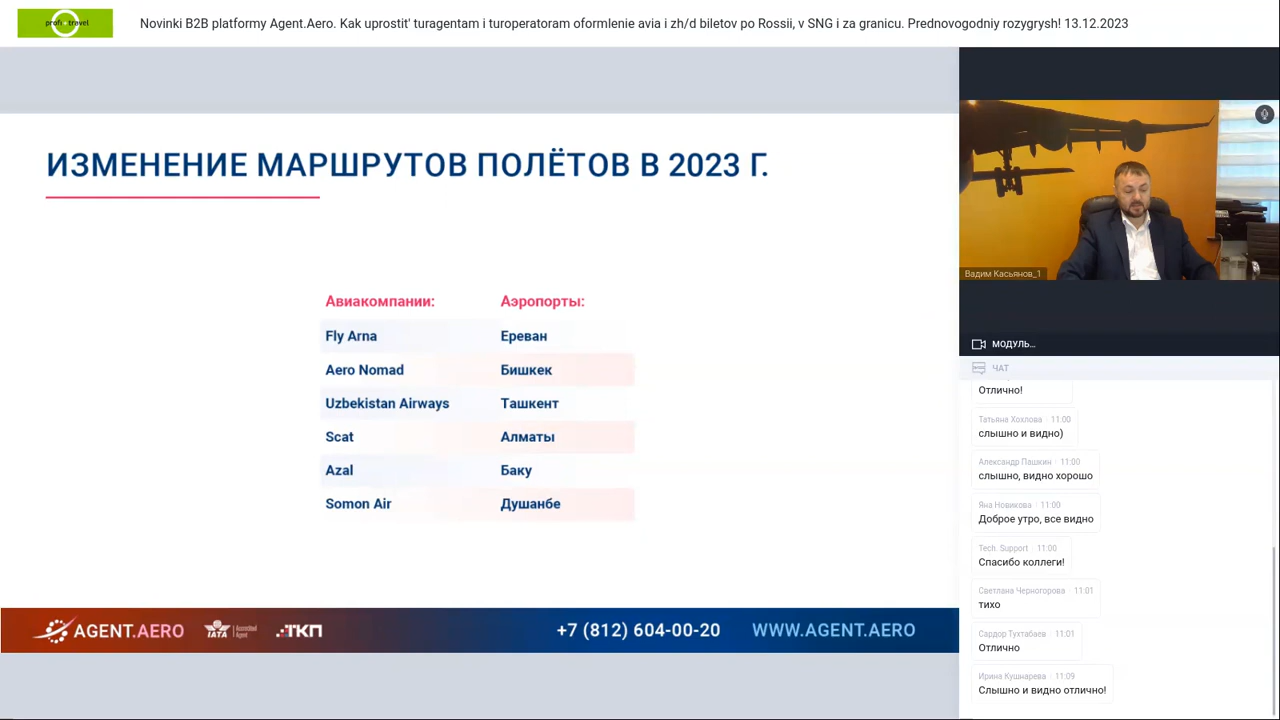 profi travel
Novinki B2B platformy Agent.Aero. Kak uprostit' turagentam i turoperatoram oformlenie avia i zh/d biletov po Rossii, v SNG i za granicu. Prednovogodniy rozygrysh! 13.12.2023
ИЗМЕНЕНИЕ МАРШРУТОВ ПОЛЁТОВ В 2023 Г.
Авиакомпании: Аэропорты:
Fly Arna Ереван
Aero Nomad Бишкек
Uzbekistan Airways Ташкент
Scat Алматы
Azal Баку
Somon Air Душанбе
AGENT.AERO IATA Accredited Agent ТКП +7 (812) 604-00-20 WWW.AGENT.AERO
Вадим Касьянов_1
МОДУЛЬ...
ЧАТ
Отлично!
Татьяна Хохлова 11:00
слышно и видно)
Александр Пашкин 11:00
слышно, видно хорошо
Яна Новикова 11:00
Доброе утро, все видно
Tech. Support 11:00
Спасибо коллеги!
Светлана Черногорова 11:01
тихо
Сардор Тухтабаев 11:01
Отлично
Ирина Кушнарева 11:09
Слышно и видно отлично!